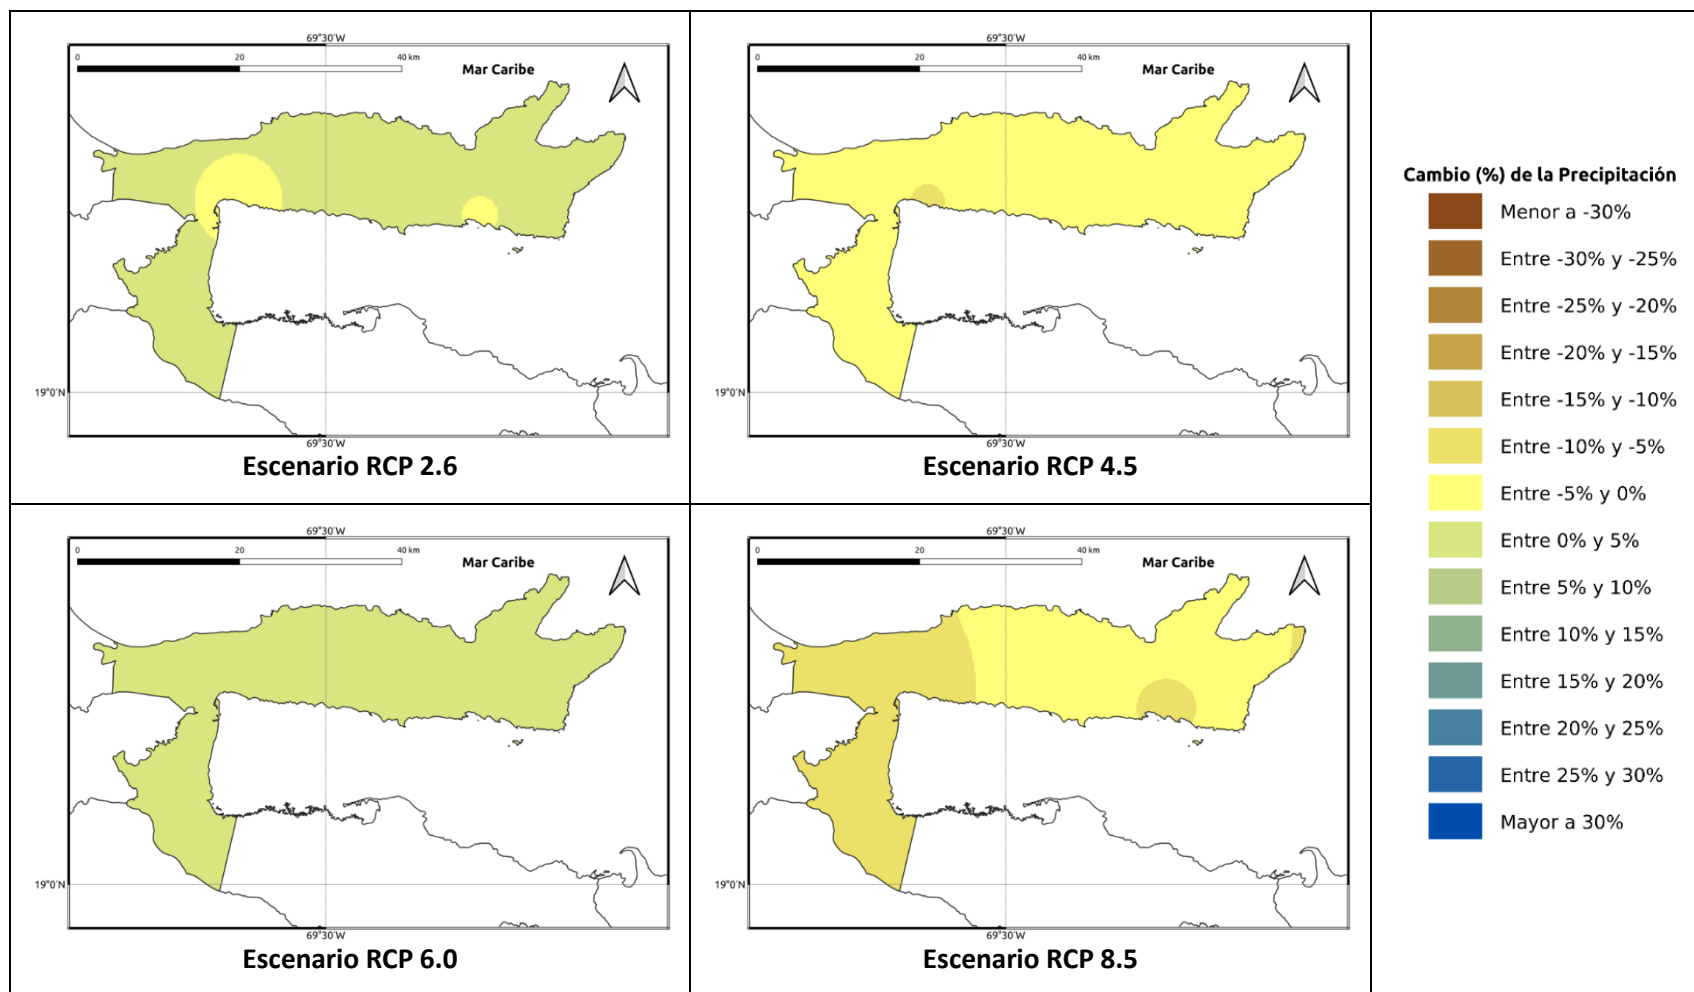 69°30'W
0 20 40 km
Mar Caribe
19°0'N
69°30'W
Escenario RCP 2.6
69°30'W
0 20 40 km
Mar Caribe
19°0'N
69°30'W
Escenario RCP 4.5
69°30'W
0 20 40 km
Mar Caribe
19°0'N
69°30'W
Escenario RCP 6.0
69°30'W
0 20 40 km
Mar Caribe
19°0'N
69°30'W
Escenario RCP 8.5
Cambio (%) de la Precipitación
Menor a -30%
Entre -30% y -25%
Entre -25% y -20%
Entre -20% y -15%
Entre -15% y -10%
Entre -10% y -5%
Entre -5% y 0%
Entre 0% y 5%
Entre 5% y 10%
Entre 10% y 15%
Entre 15% y 20%
Entre 20% y 25%
Entre 25% y 30%
Mayor a 30%